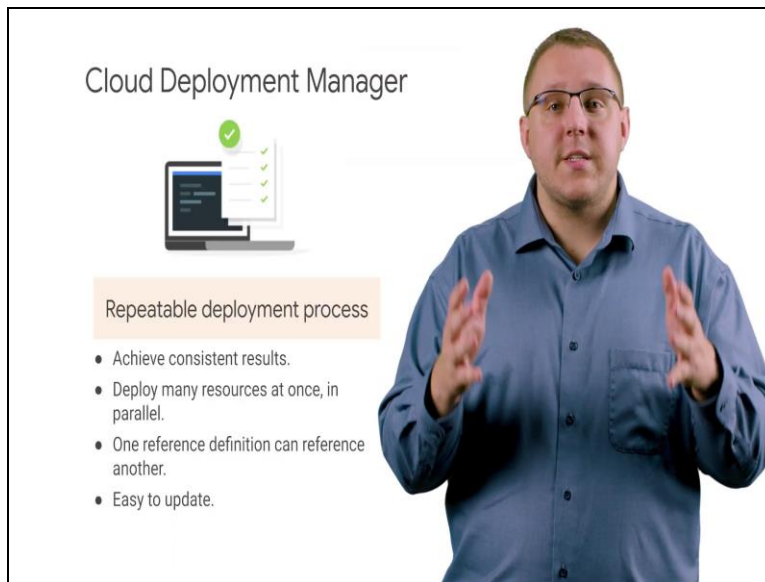 Cloud Deployment Manager
Repeatable deployment process
● Achieve consistent results.
● Deploy many resources at once, in
parallel.
● One reference definition can reference
another.
● Easy to update.